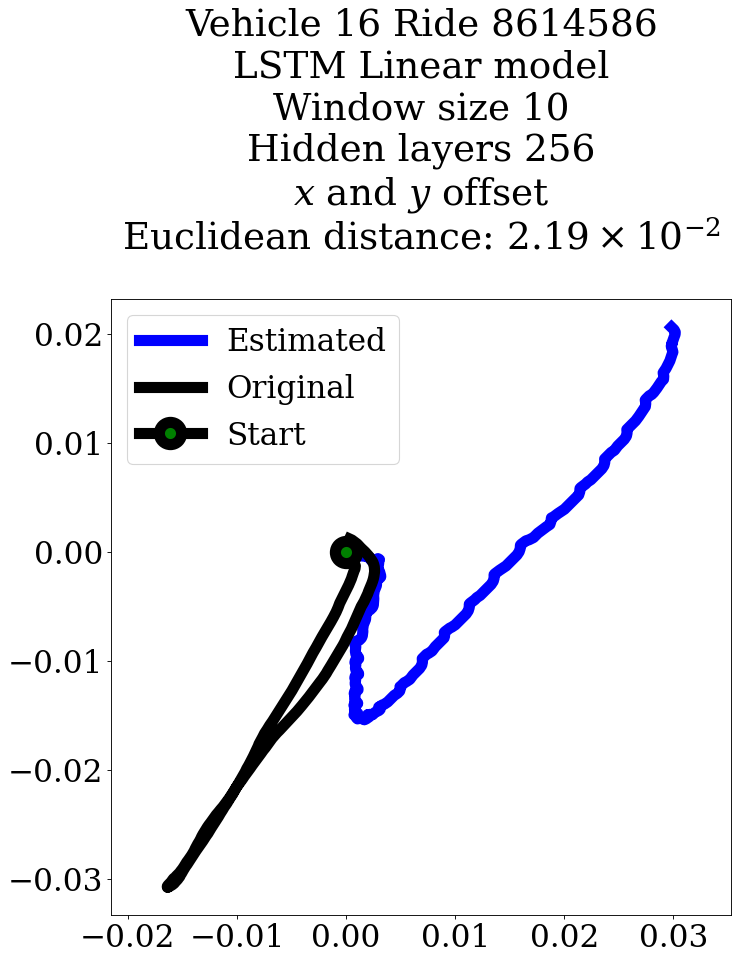 Vehicle 16 Ride 8614586
LSTM Linear model
Window size 10
Hidden layers 256
x and y offset
Euclidean distance: 2.19 × 10⁻²
Estimated
Original
Start
0.02
0.01
0.00
−0.01
−0.02
−0.03
−0.02 −0.01 0.00 0.01 0.02 0.03